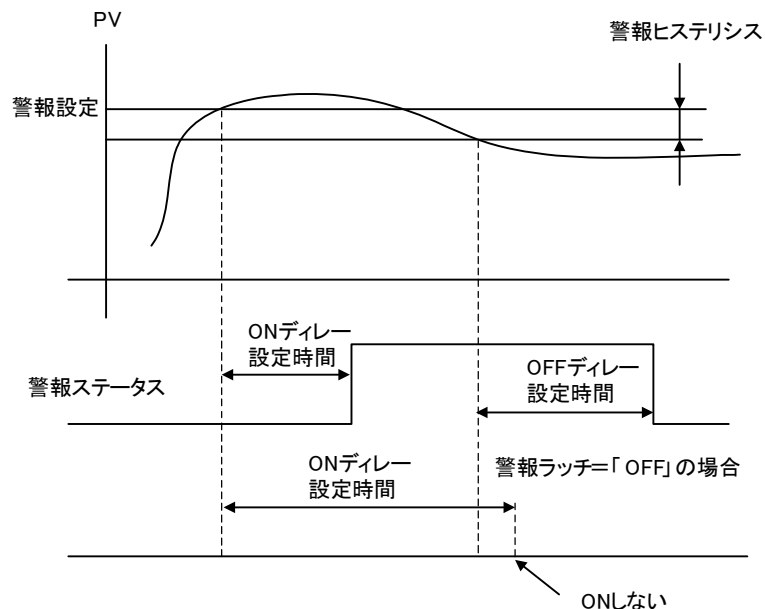 PV
警報ヒステリシス
警報設定
ONディレー
設定時間
OFFディレー
設定時間
警報ステータス
ONディレー
設定時間
警報ラッチ=「OFF」の場合
ONしない